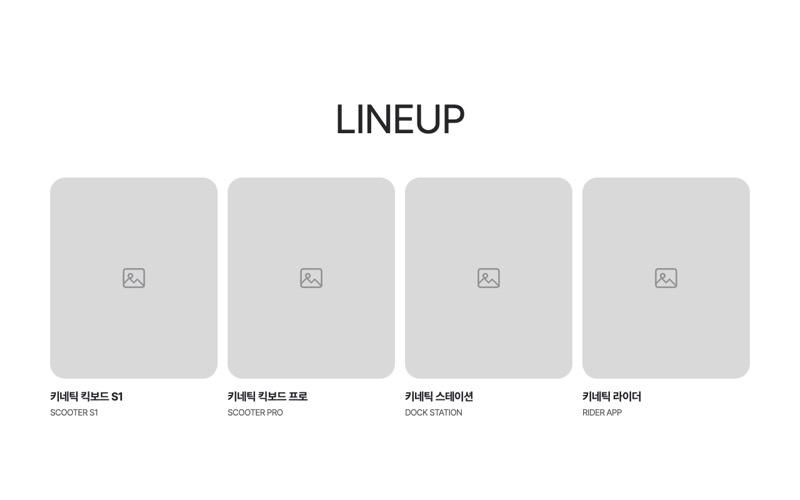 LINEUP
키네틱 킥보드 S1
SCOOTER S1
키네틱 킥보드 프로
SCOOTER PRO
키네틱 스테이션
DOCK STATION
키네틱 라이더
RIDER APP